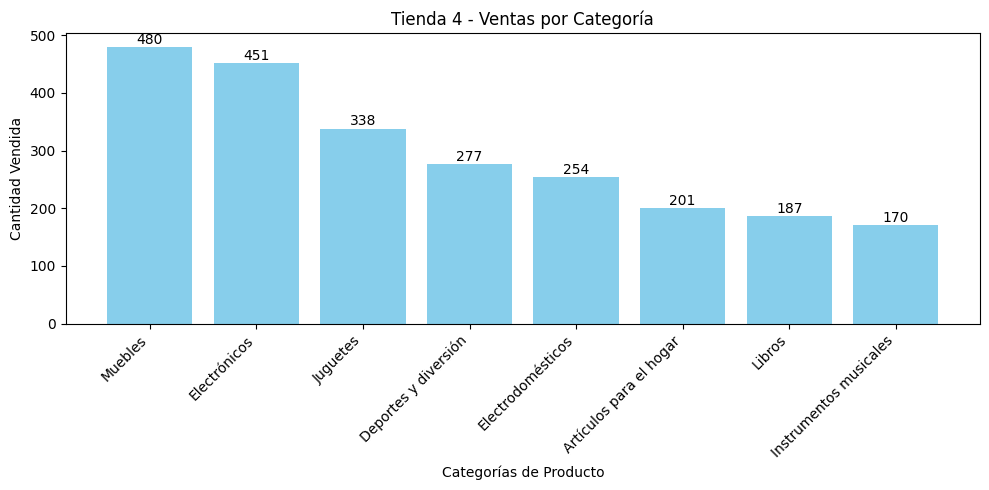 Tienda 4 - Ventas por Categoría
Cantidad Vendida
500
400
300
200
100
0
480
451
338
277
254
201
187
170
Muebles
Electrónicos
Juguetes
Deportes y diversión
Electrodomésticos
Artículos para el hogar
Libros
Instrumentos musicales
Categorías de Producto